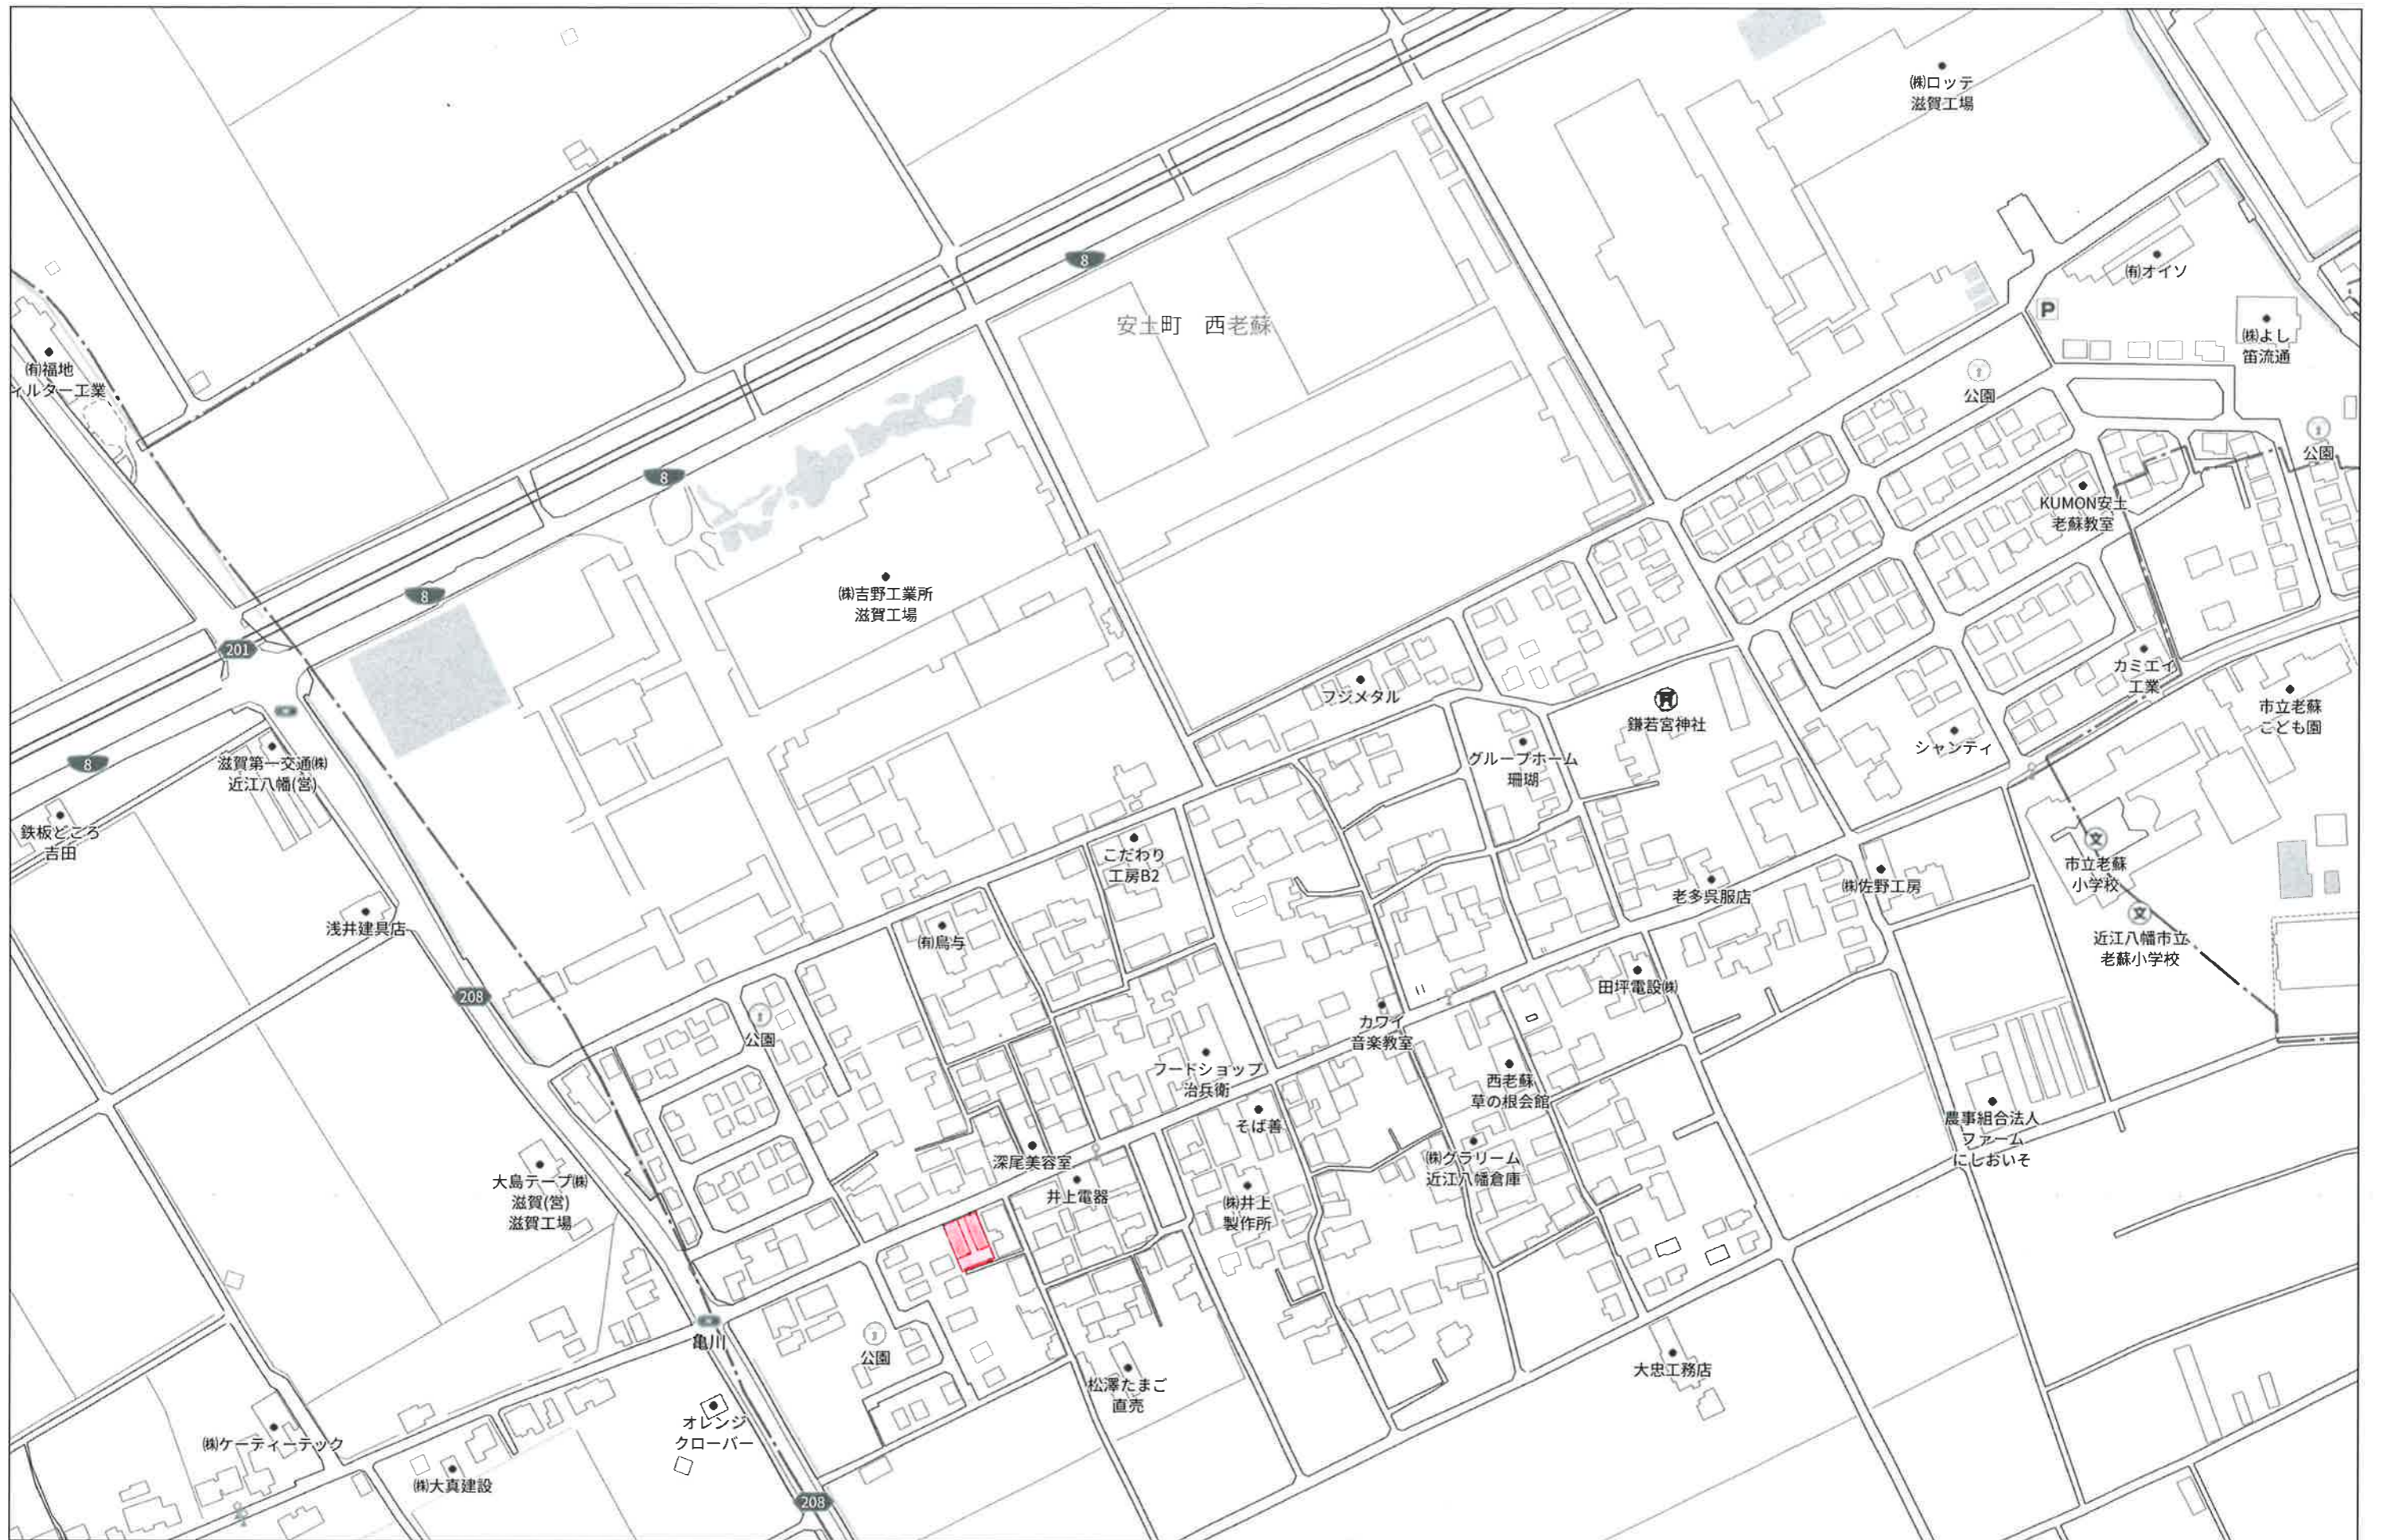 ㈱ロッテ
滋賀工場
8
㈲オイソ
P
安土町 西老蘇
㈱よし
笛流通
㈲福地
ィルター工業
公園
公園
8
KUMON安土
老蘇教室
㈱吉野工業所
滋賀工場
8
201
カミエイ
工業
フジメタル
鎌若宮神社
市立老蘇
こども園
シャンティ
グループホーム
珊瑚
8
滋賀第一交通㈱
近江八幡(営)
鉄板どころ
吉田
こだわり
工房B2
文
市立老蘇
小学校
㈱佐野工房
老多呉服店
浅井建具店
文
近江八幡市立
老蘇小学校
㈲鳥与
田坪電設㈱
208
公園
カワイ
音楽教室
フードショップ
治兵衛
西老蘇
草の根会館
農事組合法人
ファーム
にしおいそ
そば善
深尾美容室
㈱グラリーム
近江八幡倉庫
大島テープ㈱
滋賀(営)
滋賀工場
井上電器
㈱井上
製作所
亀川
公園
松澤たまご
直売
大忠工務店
オレンジ
クローバー
㈱ケーティーテック
㈱大真建設
208